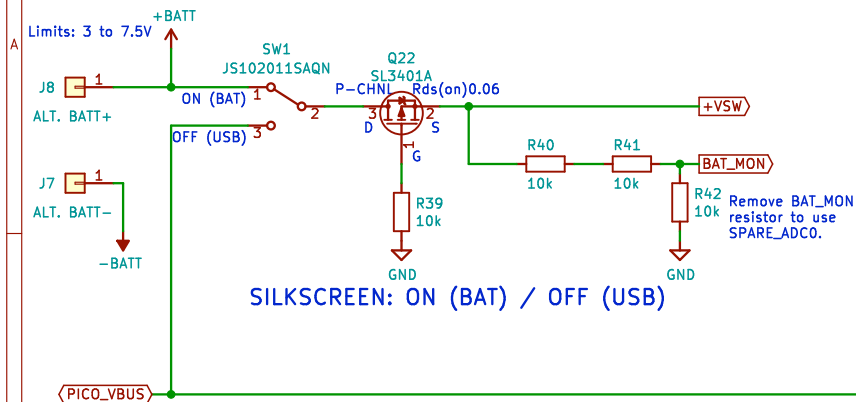 +BATT
Limits: 3 to 7.5V
A
SW1
JS102011SAQN
Q22
SL3401A
P-CHNL Rds(on)0.06
J8
1
ALT. BATT+
ON (BAT)
1
2
3
D
2
S
+VSW
OFF (USB)
3
1
G
R40
10k
R41
10k
BAT_MON
J7
1
ALT. BATT-
R39
10k
R42
10k
Remove BAT_MON
resistor to use
SPARE_ADC0.
-BATT
GND
GND
SILKSCREEN: ON (BAT) / OFF (USB)
PICO_VBUS